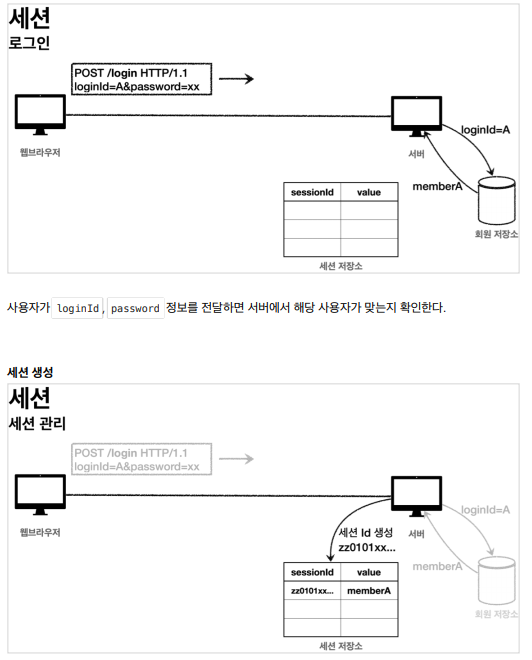 세션
로그인
POST /login HTTP/1.1
loginId=A&password=xx
웹브라우저
서버
loginId=A
memberA
회원 저장소
sessionId value
세션 저장소
사용자가 loginId, password 정보를 전달하면 서버에서 해당 사용자가 맞는지 확인한다.
세션 생성
세션
세션 관리
POST /login HTTP/1.1
loginId=A&password=xx
웹브라우저
서버
loginId=A
세션 Id 생성
zz0101xx...
memberA
회원 저장소
sessionId value
zz0101xx... memberA
세션 저장소